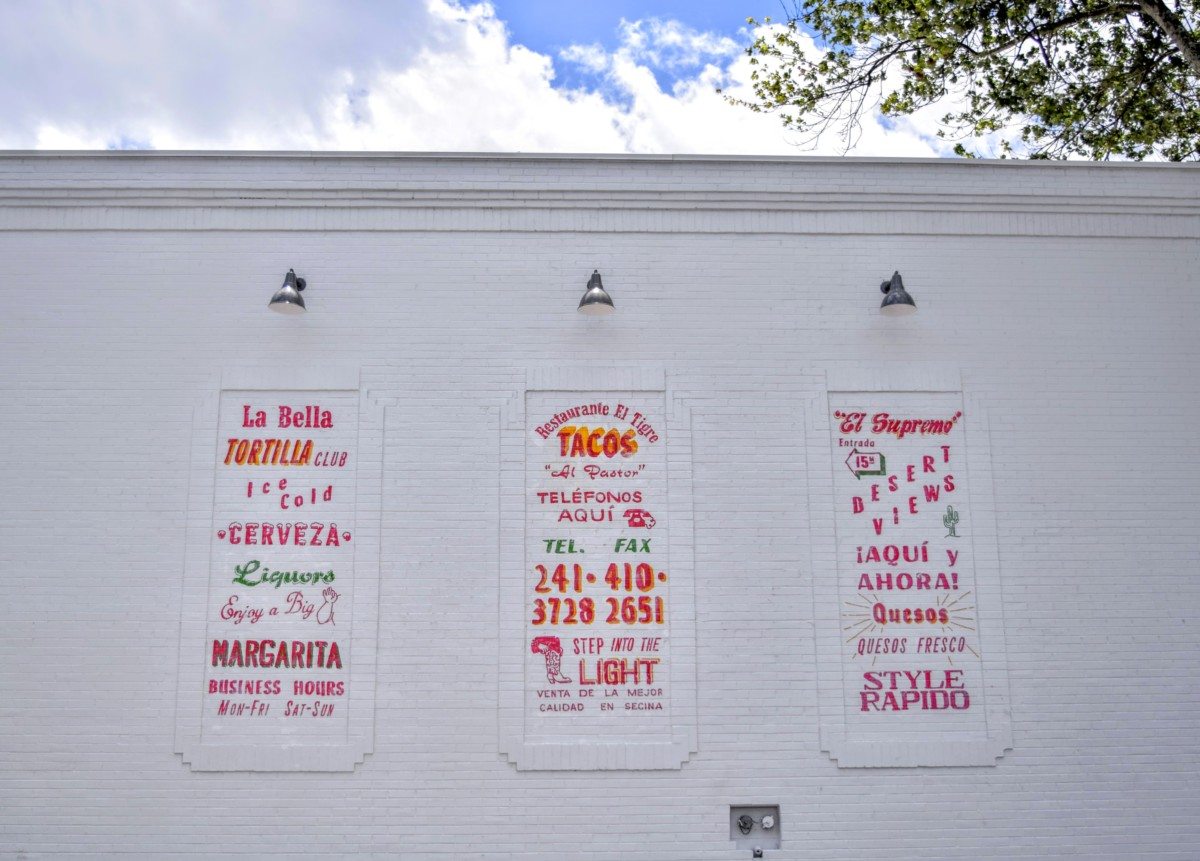 La Bella
TORTILLA CLUB
Ice Cold
CERVEZA
Liquors
Enjoy a Big
MARGARITA
BUSINESS HOURS
MON-FRI SAT-SUN
Restaurante El Tigre
TACOS
"Al Pastor"
TELÉFONOS
AQUÍ
TEL. FAX
241· 410·
3728 2651
STEP INTO THE
LIGHT
VENTA DE LA MEJOR
CALIDAD EN SECINA
"El Supremo"
Entrada
15¢
DESERT
VIEWS
¡AQUÍ y
AHORA!
Quesos
QUESOS FRESCO
STYLE
RAPIDO